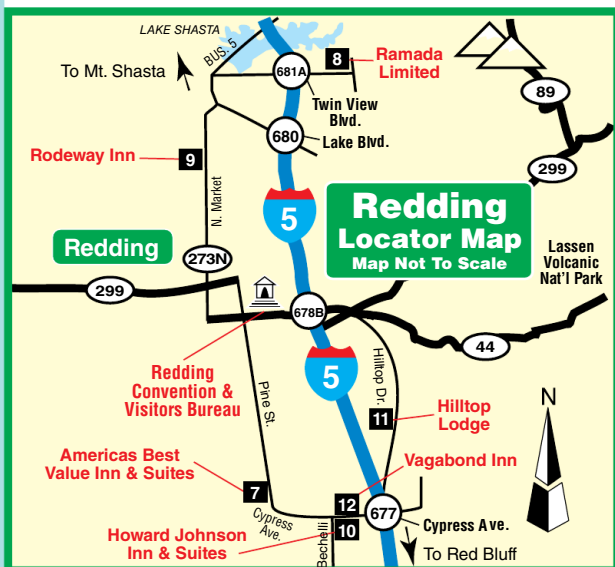 LAKE SHASTA
BUS. 5
To Mt. Shasta
8
Ramada
Limited
681A
Twin View
Blvd.
89
680
Lake Blvd.
Rodeway Inn
9
299
N. Market
5
Redding
Locator Map
Map Not To Scale
Redding
273N
Lassen
Volcanic
Nat'l Park
299
678B
44
Redding
Convention &
Visitors Bureau
5
Pine St.
Hilltop Dr.
11
Hilltop
Lodge
N
Americas Best
Value Inn & Suites
7
Vagabond Inn
12
677
Cypress Ave.
Cypress
Ave.
10
Howard Johnson
Inn & Suites
Bechelli
To Red Bluff